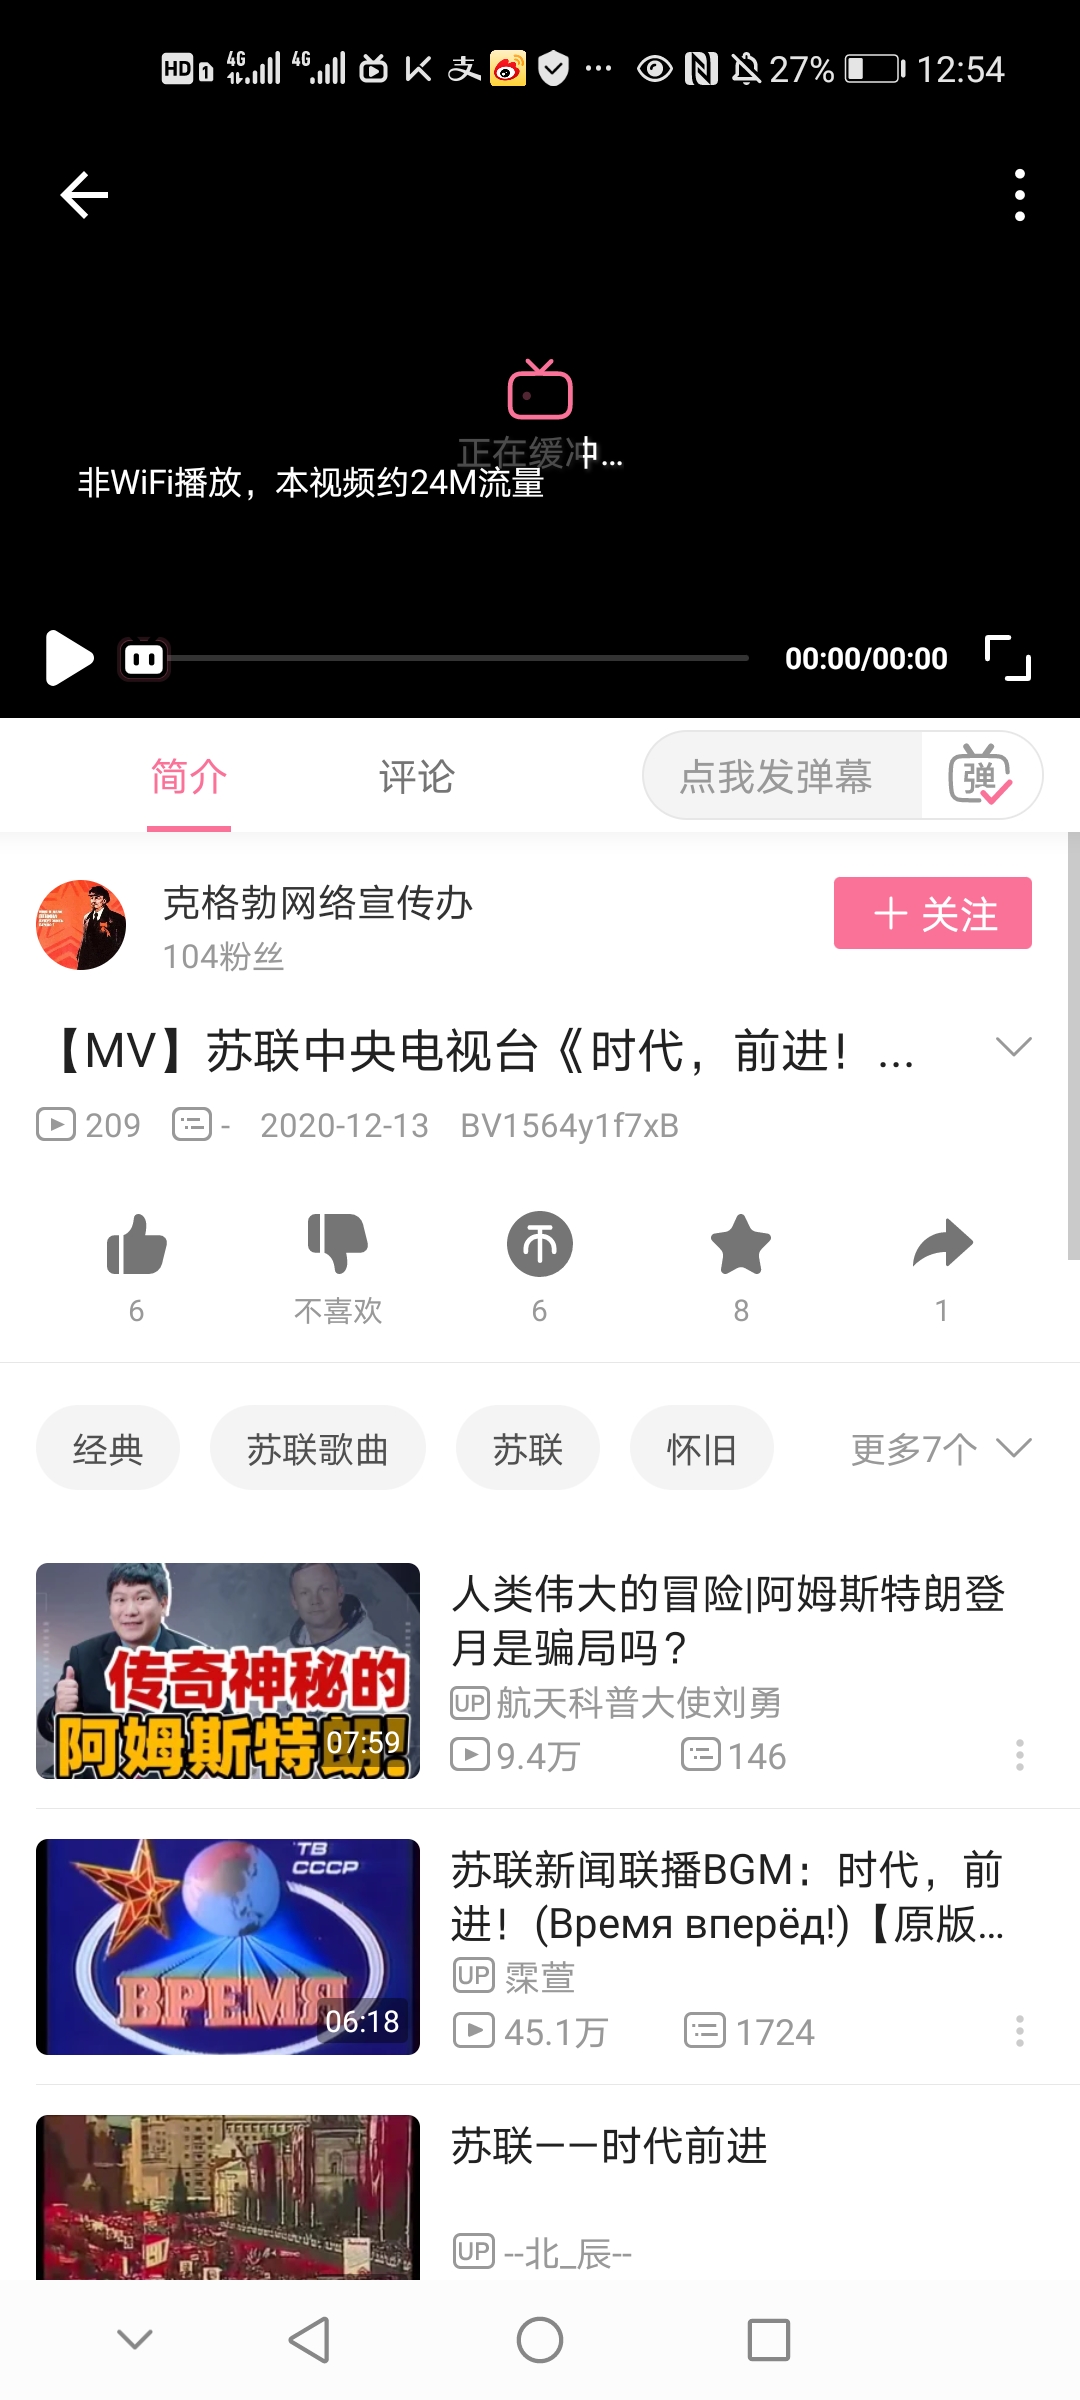 HD 1 4G 4G 支 27% 12:54
正在缓冲...
非WiFi播放，本视频约24M流量
00:00/00:00
简介 评论 点我发弹幕 弹
克格勃网络宣传办
104粉丝
关注
【MV】苏联中央电视台《时代，前进！...
209 - 2020-12-13 BV1564y1f7xB
6 不喜欢 6 8 1
经典 苏联歌曲 苏联 怀旧 更多7个
人类伟大的冒险|阿姆斯特朗登
月是骗局吗？
UP 航天科普大使刘勇
9.4万 146
传奇神秘的
阿姆斯特朗!
07:59
苏联新闻联播BGM：时代，前
进！(Время вперёд!)【原版...
UP 霂萱
45.1万 1724
ТВ
СССР
ВРЕМЯ
06:18
苏联——时代前进
UP --北_辰--